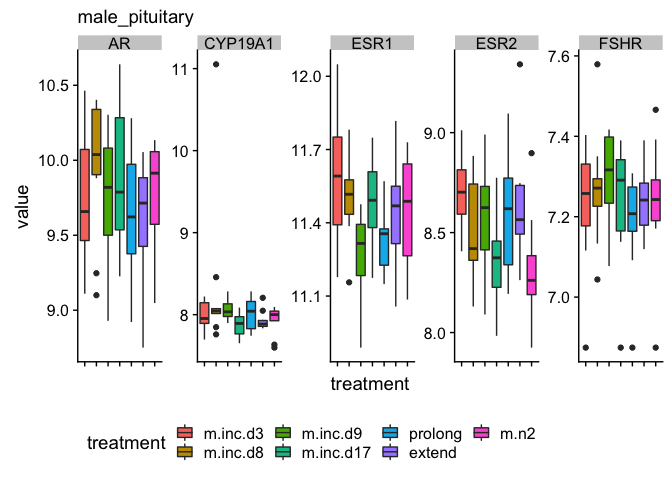 male_pituitary
AR CYP19A1 ESR1 ESR2 FSHR
value
10.5
10.0
9.5
9.0
11
10
9
8
12.0
11.7
11.4
11.1
9.0
8.5
8.0
7.6
7.4
7.2
7.0
treatment
treatment
m.inc.d3 m.inc.d9 prolong m.n2
m.inc.d8 m.inc.d17 extend